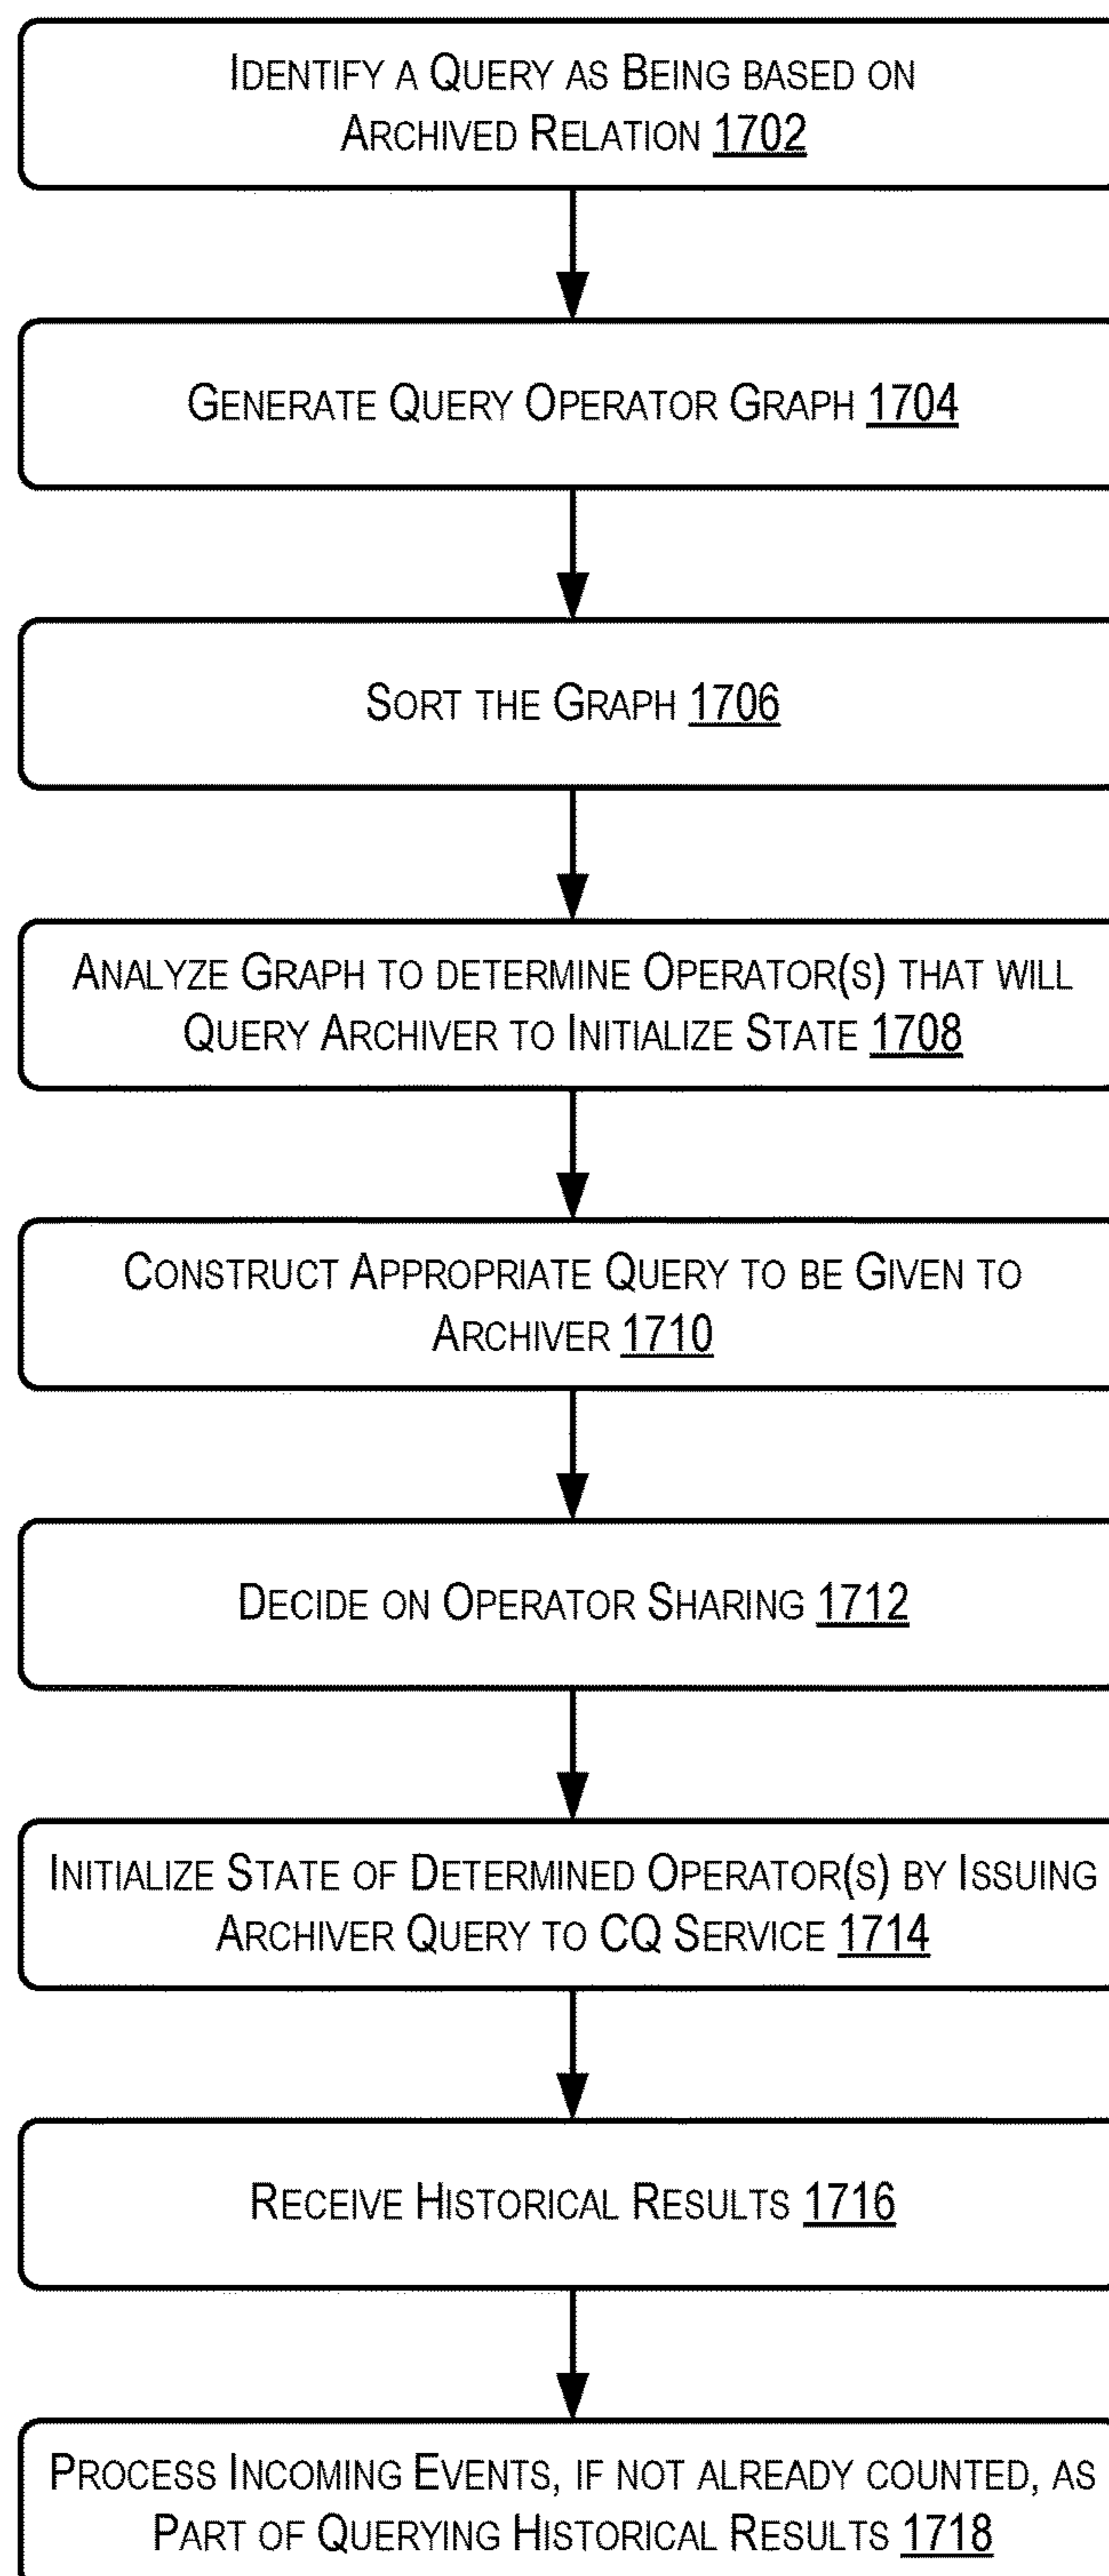 Identify a Query as Being based on
Archived Relation 1702
Generate Query Operator Graph 1704
Sort the Graph 1706
Analyze Graph to determine Operator(s) that will
Query Archiver to Initialize State 1708
Construct Appropriate Query to be Given to
Archiver 1710
Decide on Operator Sharing 1712
Initialize State of Determined Operator(s) by Issuing
Archiver Query to CQ Service 1714
Receive Historical Results 1716
Process Incoming Events, if not already counted, as
Part of Querying Historical Results 1718